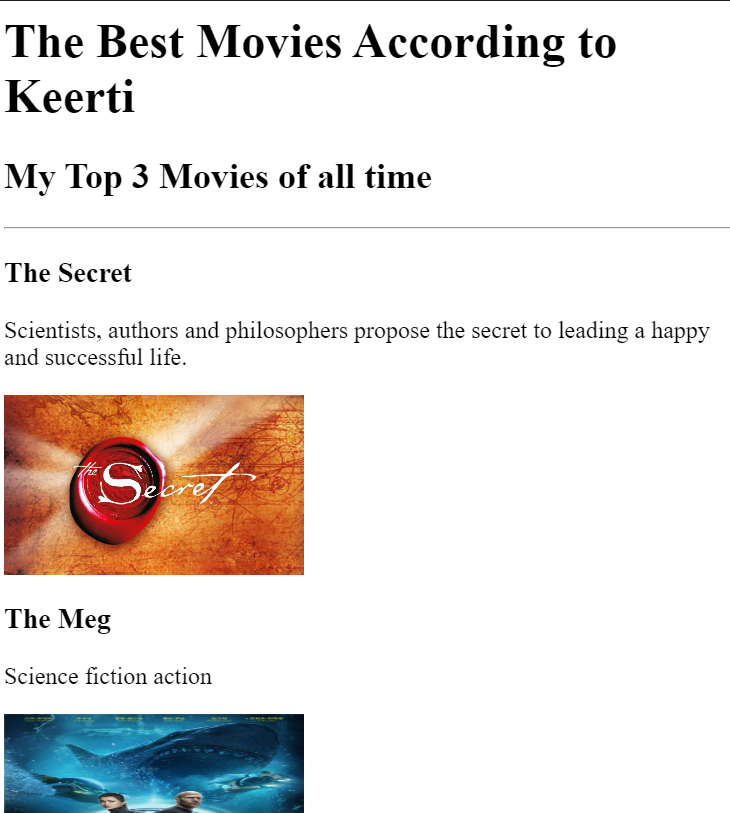 The Best Movies According to
Keerti
My Top 3 Movies of all time
The Secret
Scientists, authors and philosophers propose the secret to leading a happy
and successful life.
the Secret
The Meg
Science fiction action